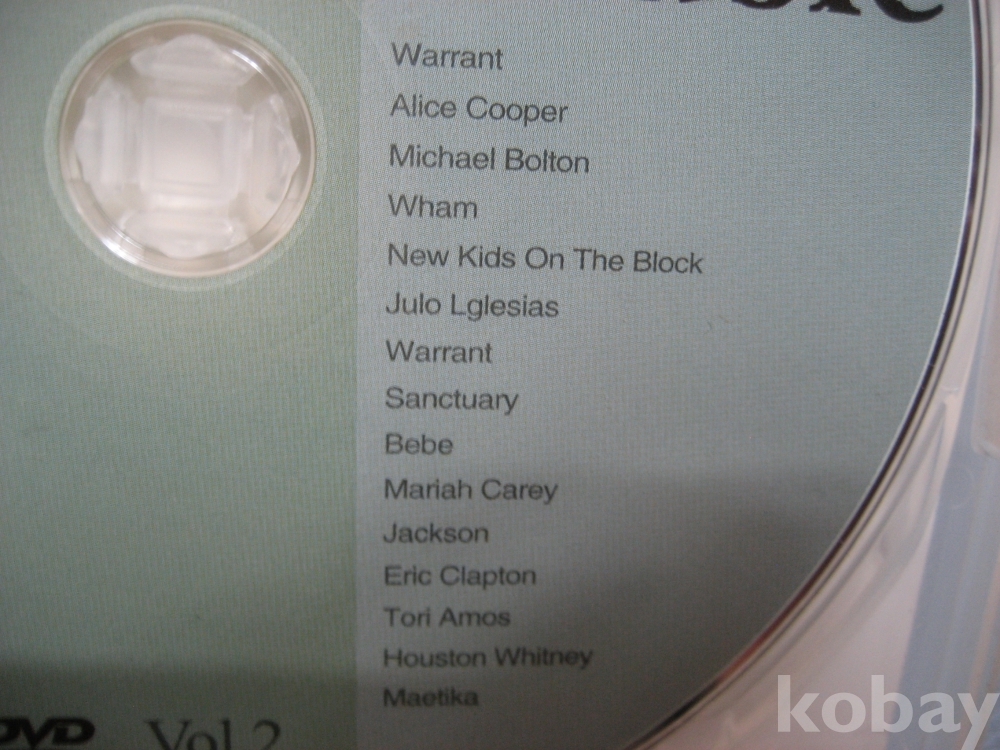 Warrant
Alice Cooper
Michael Bolton
Wham
New Kids On The Block
Julo Lglesias
Warrant
Sanctuary
Bebe
Mariah Carey
Jackson
Eric Clapton
Tori Amos
Houston Whitney
Maetika
DVD Vol.2
kobay